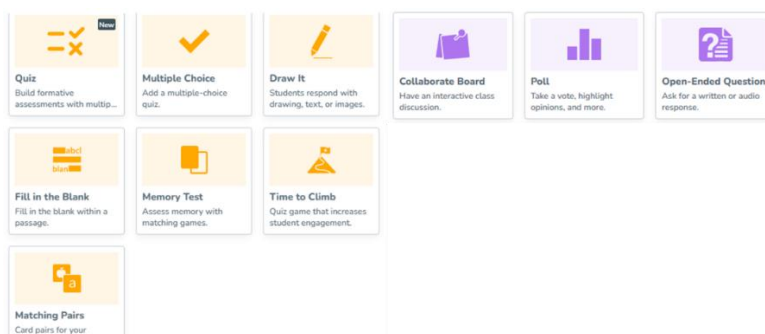 New
Quiz
Build formative
assessments with multip...
Multiple Choice
Add a multiple-choice
quiz.
Draw It
Students respond with
drawing, text, or images.
Collaborate Board
Have an interactive class
discussion.
Poll
Take a vote, highlight
opinions, and more.
Open-Ended Question
Ask for a written or audio
response.
abcl
blan
Fill in the Blank
Fill in the blank within a
passage.
Memory Test
Assess memory with
matching games.
Time to Climb
Quiz game that increases
student engagement.
a
Matching Pairs
Card pairs for your